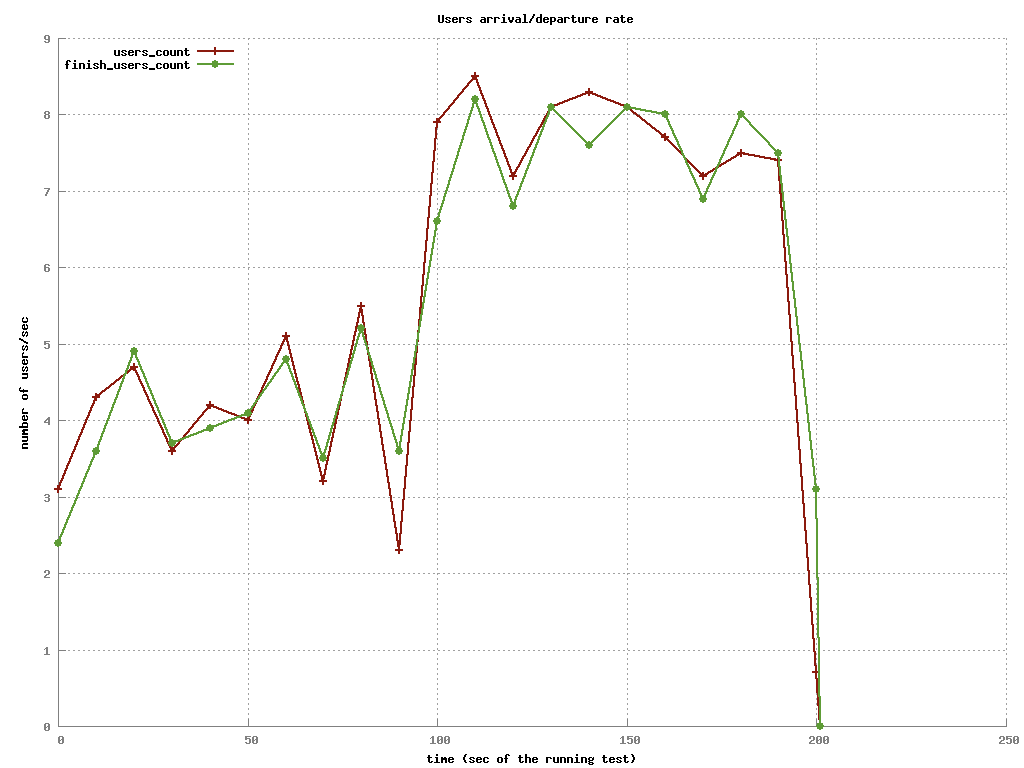 Users arrival/departure rate
users_count
finish_users_count
9
8
7
6
5
4
3
2
1
0
number of users/sec
0 50 100 150 200 250
time (sec of the running test)